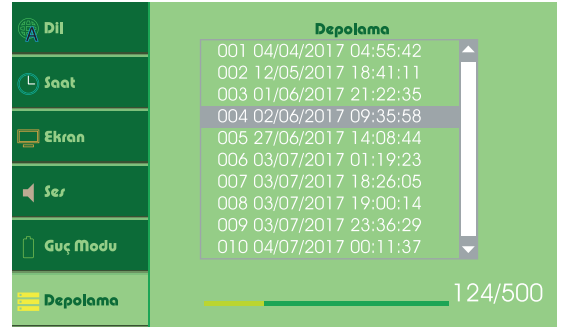 Dil
Saat
Ekran
Ses
Guç Modu
Depolama
Depolama
001 04/04/2017 04:55:42
002 12/05/2017 18:41:11
003 01/06/2017 21:22:35
004 02/06/2017 09:35:58
005 27/06/2017 14:08:44
006 03/07/2017 01:19:23
007 03/07/2017 18:26:05
008 03/07/2017 19:00:14
009 03/07/2017 23:36:29
010 04/07/2017 00:11:37
124/500